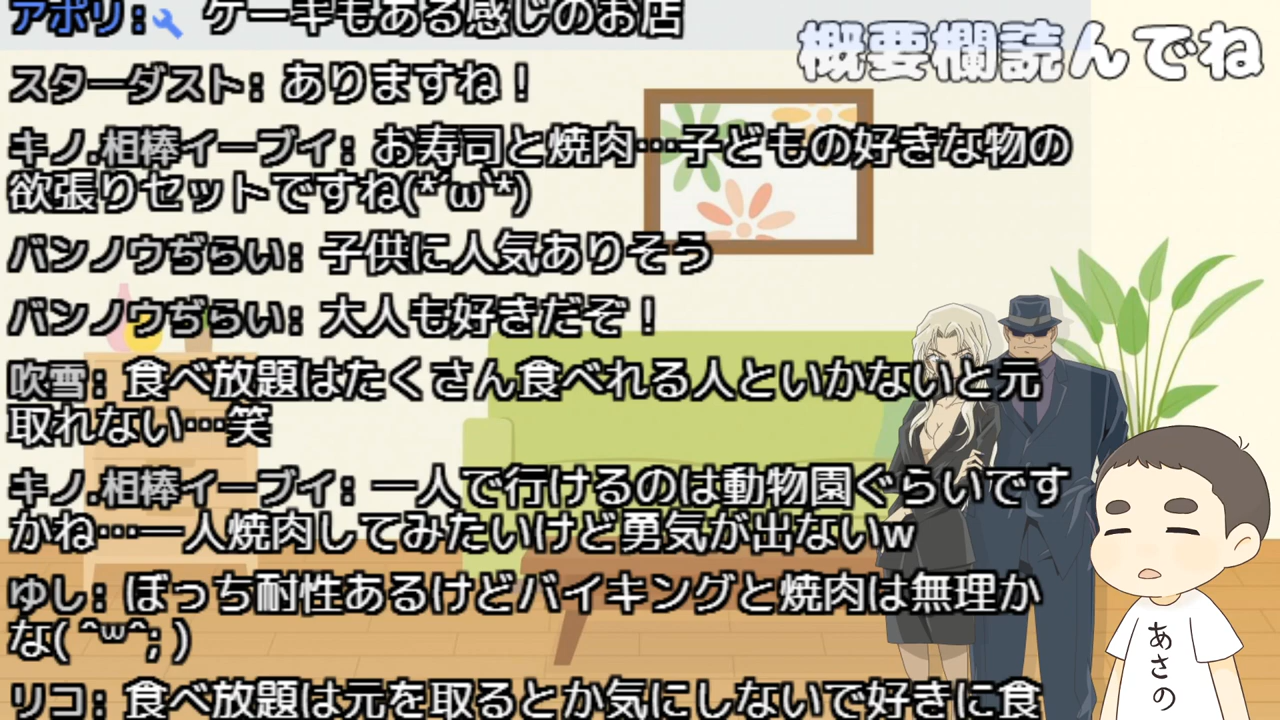 アポリ: ケーキもある感じのお店
概要欄読んでね
スターダスト: ありますね！
キノ.相棒イーブイ: お寿司と焼肉…子どもの好きな物の
欲張りセットですね(*´ω`*)
バンノウぢらい: 子供に人気ありそう
バンノウぢらい: 大人も好きだぞ！
吹雪: 食べ放題はたくさん食べれる人といかないと元
取れない…笑
キノ.相棒イーブイ: 一人で行けるのは動物園ぐらいです
かね…一人焼肉してみたいけど勇気が出ないw
ゆし: ぼっち耐性あるけどバイキングと焼肉は無理か
な( ^ω^; )
リコ: 食べ放題は元を取るとか気にしないで好きに食
あさの